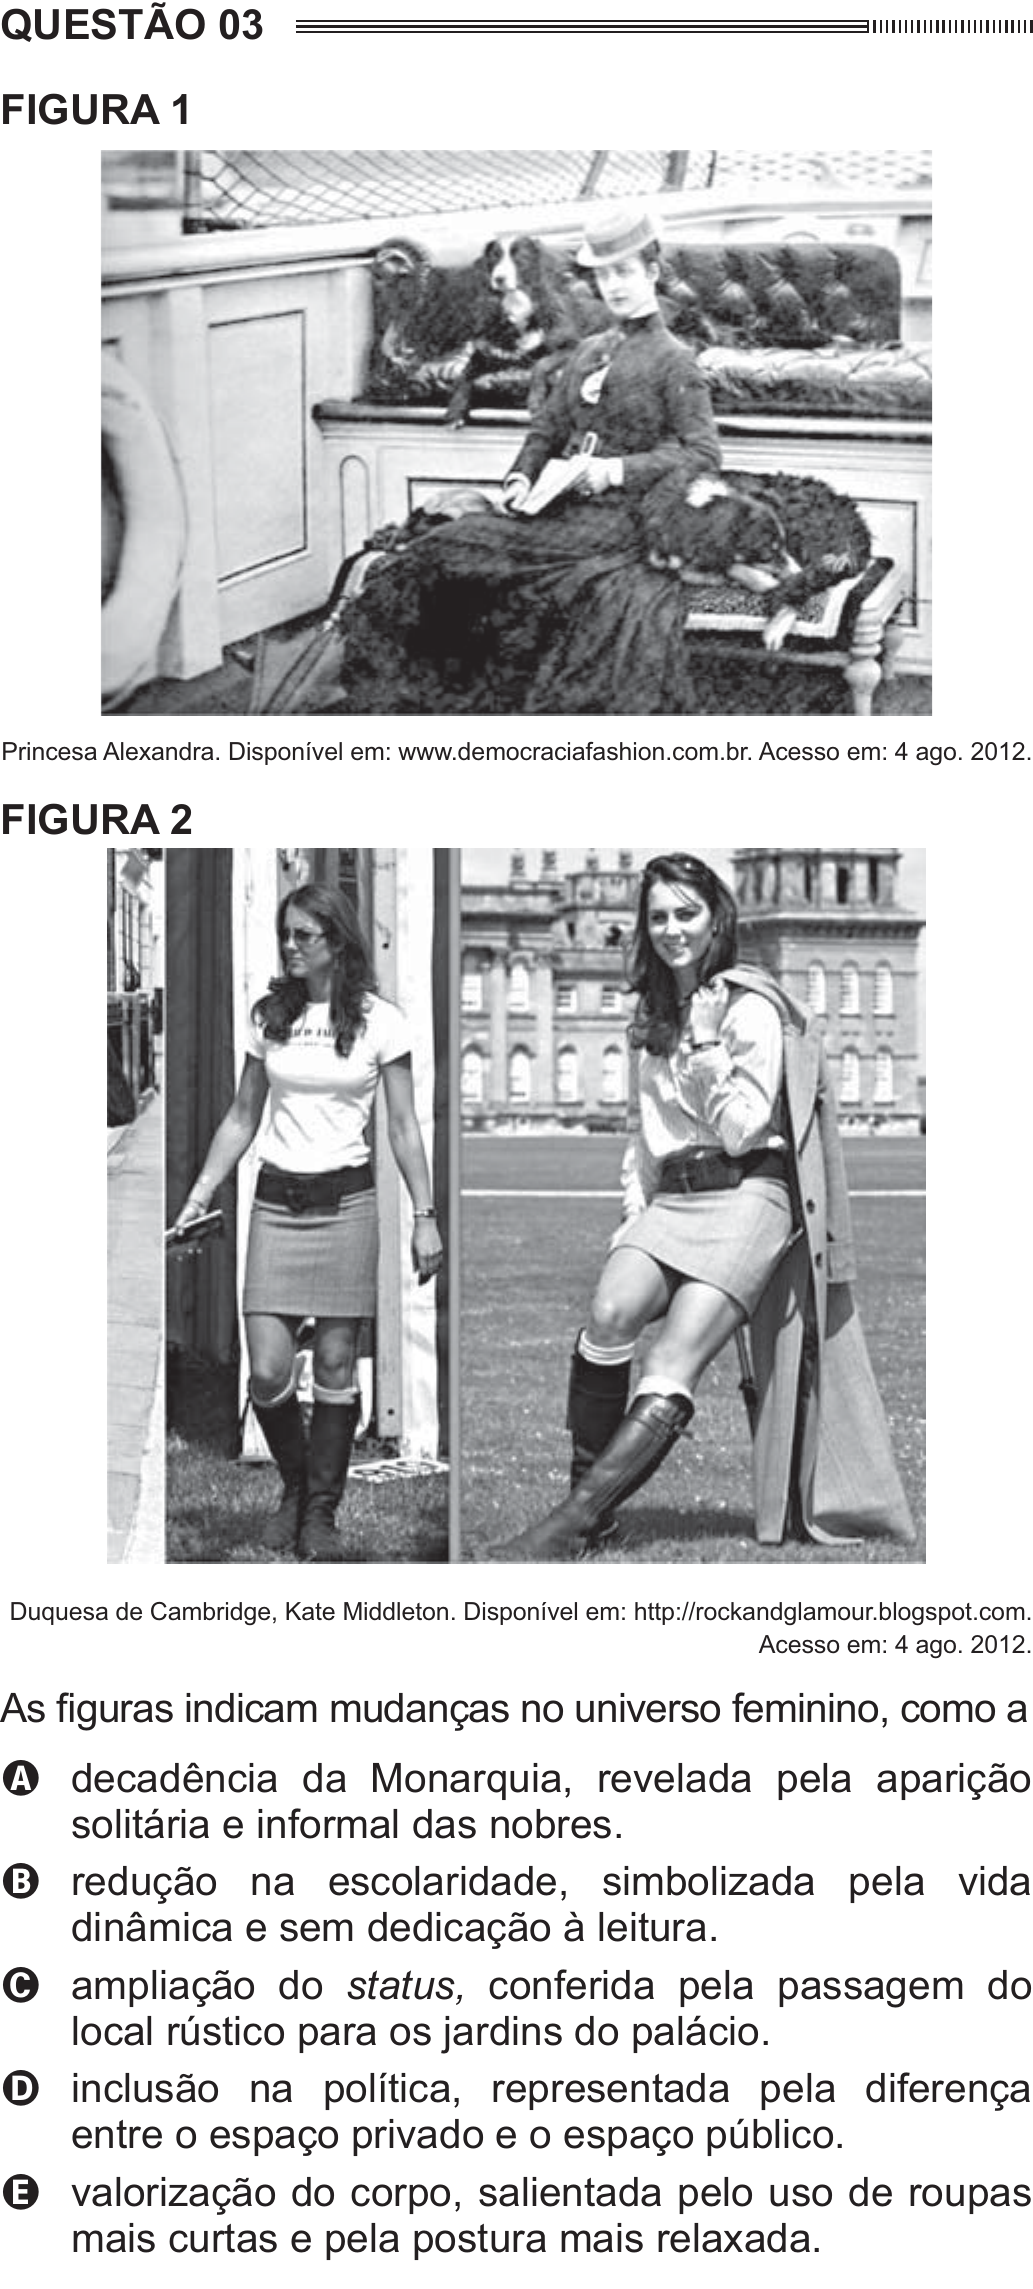 QUESTÃO 03
FIGURA 1
Princesa Alexandra. Disponível em: www.democraciafashion.com.br. Acesso em: 4 ago. 2012.
FIGURA 2
Duquesa de Cambridge, Kate Middleton. Disponível em: http://rockandglamour.blogspot.com.
Acesso em: 4 ago. 2012.
As figuras indicam mudanças no universo feminino, como a
A decadência da Monarquia, revelada pela aparição
solitária e informal das nobres.
B redução na escolaridade, simbolizada pela vida
dinâmica e sem dedicação à leitura.
C ampliação do status, conferida pela passagem do
local rústico para os jardins do palácio.
D inclusão na política, representada pela diferença
entre o espaço privado e o espaço público.
E valorização do corpo, salientada pelo uso de roupas
mais curtas e pela postura mais relaxada.